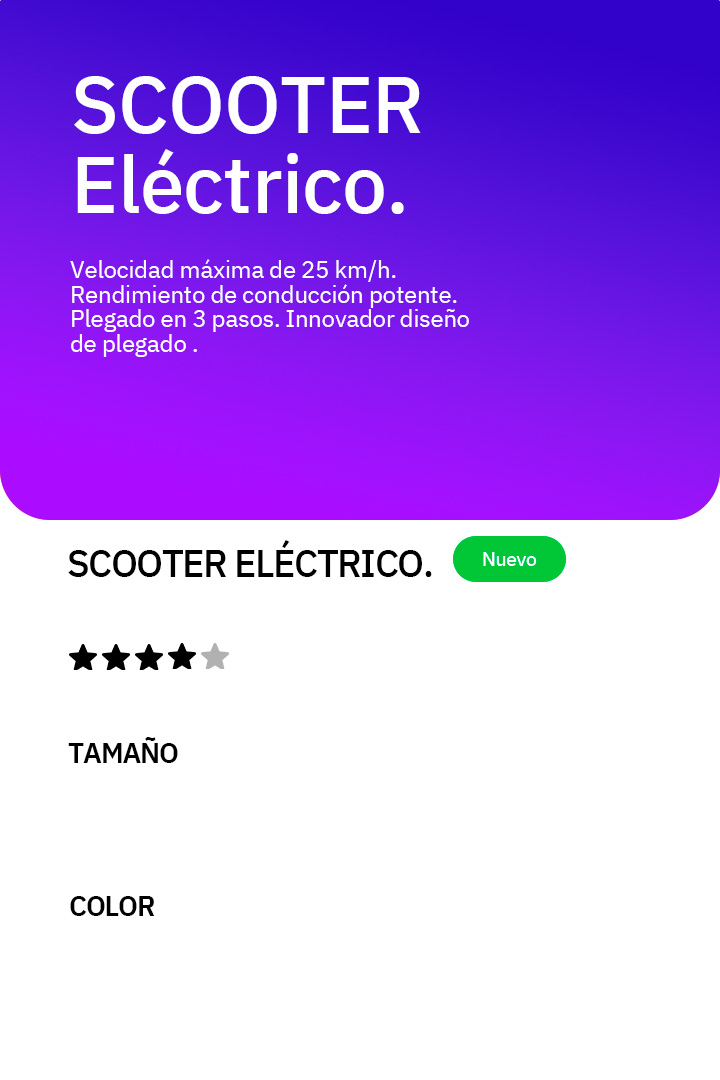 SCOOTER
Eléctrico.
Velocidad máxima de 25 km/h.
Rendimiento de conducción potente.
Plegado en 3 pasos. Innovador diseño
de plegado .
SCOOTER ELÉCTRICO.
Nuevo
TAMAÑO
COLOR